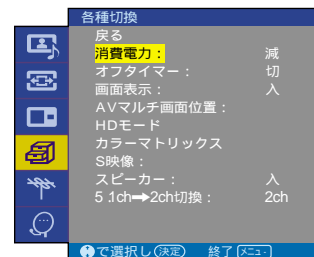 各種切換
戻る
消費電力： 減
オフタイマー： 切
画面表示： 入
AVマルチ画面位置：
HDモード
カラーマトリックス
S映像：
スピーカー： 入
5.1ch➡2ch切換： 2ch
で選択し 決定 終了 メニュー